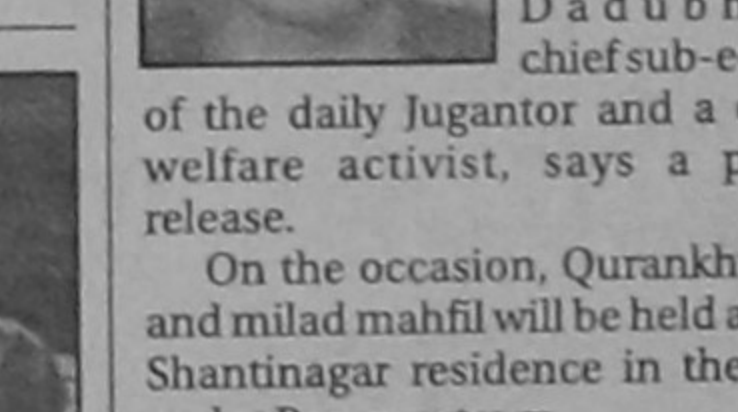 chief sub-e
of the daily Jugantor and a
welfare activist, says a p
release.
On the occasion, Qurankh
and milad mahfil will be held a
Shantinagar residence in the